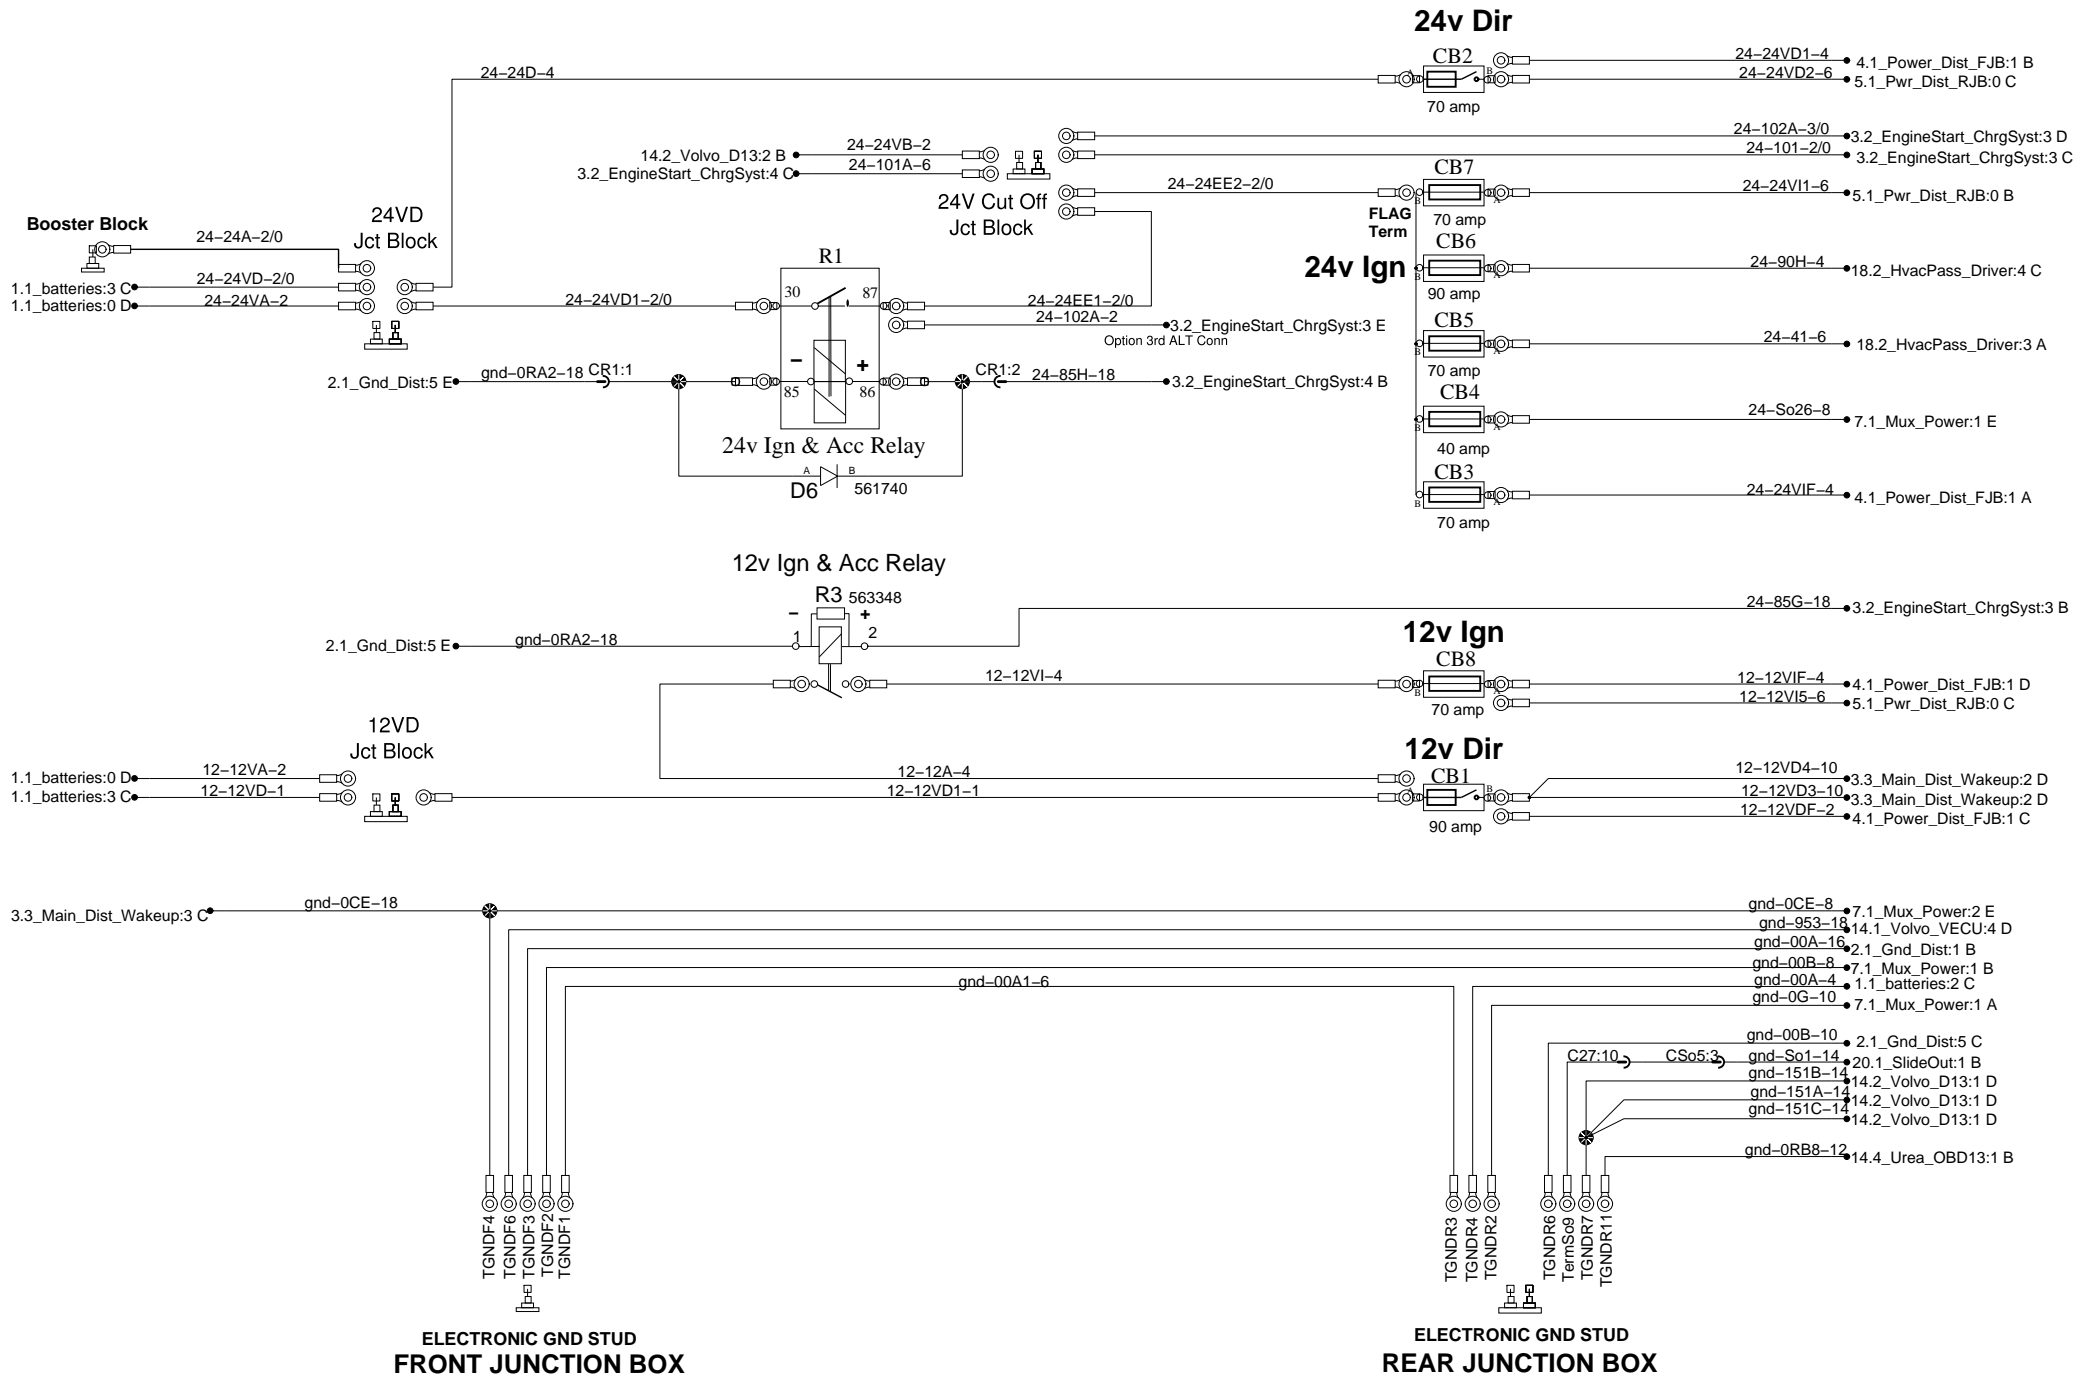 24v Dir
CB2
24-24D-4
A
B
70 amp
24-24VD1-4
4.1_Power_Dist_FJB:1 B
24-24VD2-6
5.1_Pwr_Dist_RJB:0 C
24-102A-3/0
3.2_EngineStart_ChrgSyst:3 D
24-101-2/0
3.2_EngineStart_ChrgSyst:3 C
14.2_Volvo_D13:2 B
24-24VB-2
3.2_EngineStart_ChrgSyst:4 C
24-101A-6
24V Cut Off
Jct Block
24-24EE2-2/0
FLAG
Term
CB7
B
A
70 amp
24-24VI1-6
5.1_Pwr_Dist_RJB:0 B
24v Ign
CB6
B
A
90 amp
24-90H-4
18.2_HvacPass_Driver:4 C
CB5
B
A
70 amp
24-41-6
18.2_HvacPass_Driver:3 A
CB4
B
A
40 amp
24-So26-8
7.1_Mux_Power:1 E
CB3
B
A
70 amp
24-24VIF-4
4.1_Power_Dist_FJB:1 A
Booster Block
24-24A-2/0
24VD
Jct Block
1.1_batteries:3 C
24-24VD-2/0
1.1_batteries:0 D
24-24VA-2
24-24VD1-2/0
R1
30
87
24-24EE1-2/0
24-102A-2
3.2_EngineStart_ChrgSyst:3 E
Option 3rd ALT Conn
2.1_Gnd_Dist:5 E
gnd-0RA2-18
CR1:1
-
+
85
86
CR1:2
24-85H-18
3.2_EngineStart_ChrgSyst:4 B
24v Ign & Acc Relay
A
B
D6
561740
12v Ign & Acc Relay
R3
563348
-
+
1
2
2.1_Gnd_Dist:5 E
gnd-0RA2-18
24-85G-18
3.2_EngineStart_ChrgSyst:3 B
12v Ign
CB8
12-12VI-4
B
A
70 amp
12-12VIF-4
4.1_Power_Dist_FJB:1 D
12-12VI5-6
5.1_Pwr_Dist_RJB:0 C
12VD
Jct Block
1.1_batteries:0 D
12-12VA-2
1.1_batteries:3 C
12-12VD-1
12v Dir
CB1
12-12A-4
12-12VD1-1
A
B
90 amp
12-12VD4-10
3.3_Main_Dist_Wakeup:2 D
12-12VD3-10
3.3_Main_Dist_Wakeup:2 D
12-12VDF-2
4.1_Power_Dist_FJB:1 C
3.3_Main_Dist_Wakeup:3 C
gnd-0CE-18
gnd-0CE-8
7.1_Mux_Power:2 E
gnd-953-18
14.1_Volvo_VECU:4 D
gnd-00A-16
2.1_Gnd_Dist:1 B
gnd-00B-8
7.1_Mux_Power:1 B
gnd-00A1-6
gnd-00A-4
1.1_batteries:2 C
gnd-0G-10
7.1_Mux_Power:1 A
gnd-00B-10
2.1_Gnd_Dist:5 C
C27:10
CSo5:3
gnd-So1-14
20.1_SlideOut:1 B
gnd-151B-14
14.2_Volvo_D13:1 D
gnd-151A-14
14.2_Volvo_D13:1 D
gnd-151C-14
14.2_Volvo_D13:1 D
gnd-0RB8-12
14.4_Urea_OBD13:1 B
TGNDF4
TGNDF6
TGNDF3
TGNDF2
TGNDF1
TGNDR3
TGNDR4
TGNDR2
TGNDR6
TermSo9
TGNDR7
TGNDR11
ELECTRONIC GND STUD
FRONT JUNCTION BOX
ELECTRONIC GND STUD
REAR JUNCTION BOX